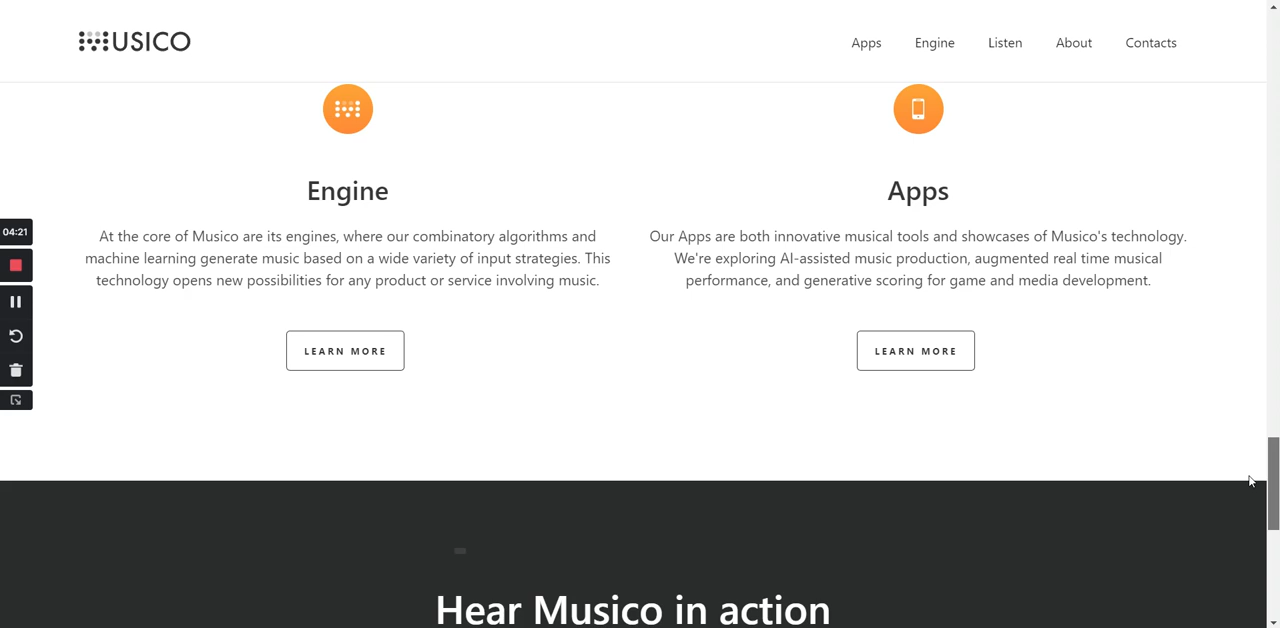 MUSICO
Apps Engine Listen About Contacts
04:21
Engine
At the core of Musico are its engines, where our combinatory algorithms and
machine learning generate music based on a wide variety of input strategies. This
technology opens new possibilities for any product or service involving music.
LEARN MORE
Apps
Our Apps are both innovative musical tools and showcases of Musico's technology.
We're exploring AI-assisted music production, augmented real time musical
performance, and generative scoring for game and media development.
LEARN MORE
Hear Musico in action